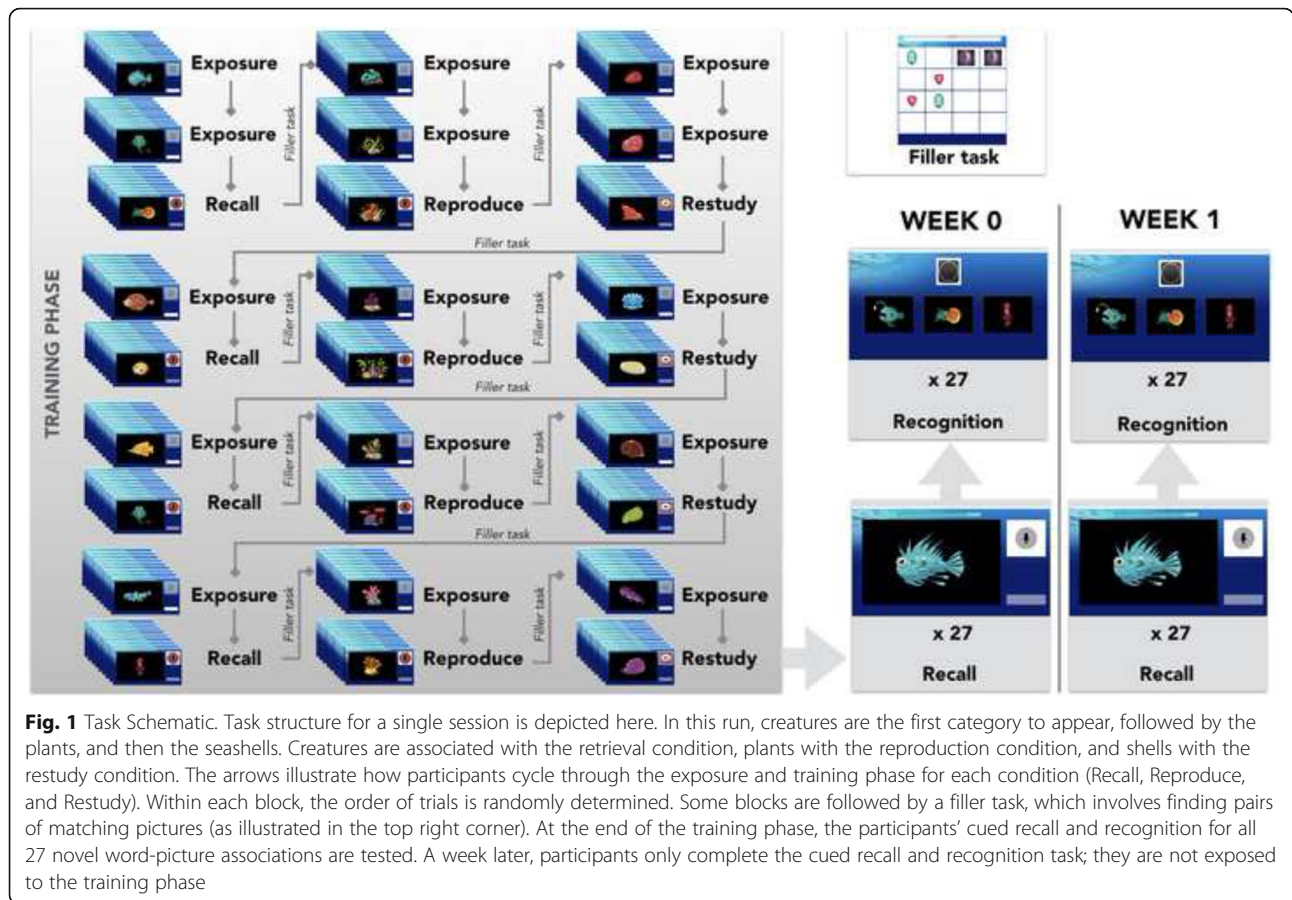 TRAINING PHASE
Exposure
Exposure
Recall
Filler task
Exposure
Exposure
Reproduce
Filler task
Exposure
Exposure
Restudy
Filler task
Exposure
Recall
Filler task
Exposure
Reproduce
Filler task
Exposure
Restudy
Filler task
Exposure
Recall
Filler task
Exposure
Reproduce
Filler task
Exposure
Restudy
Filler task
Exposure
Recall
Filler task
Exposure
Reproduce
Filler task
Exposure
Restudy
Filler task
WEEK 0
x 27
Recognition
x 27
Recall
WEEK 1
x 27
Recognition
x 27
Recall
Fig. 1 Task Schematic. Task structure for a single session is depicted here. In this run, creatures are the first category to appear, followed by the
plants, and then the seashells. Creatures are associated with the retrieval condition, plants with the reproduction condition, and shells with the
restudy condition. The arrows illustrate how participants cycle through the exposure and training phase for each condition (Recall, Reproduce,
and Restudy). Within each block, the order of trials is randomly determined. Some blocks are followed by a filler task, which involves finding pairs
of matching pictures (as illustrated in the top right corner). At the end of the training phase, the participants' cued recall and recognition for all
27 novel word-picture associations are tested. A week later, participants only complete the cued recall and recognition task; they are not exposed
to the training phase